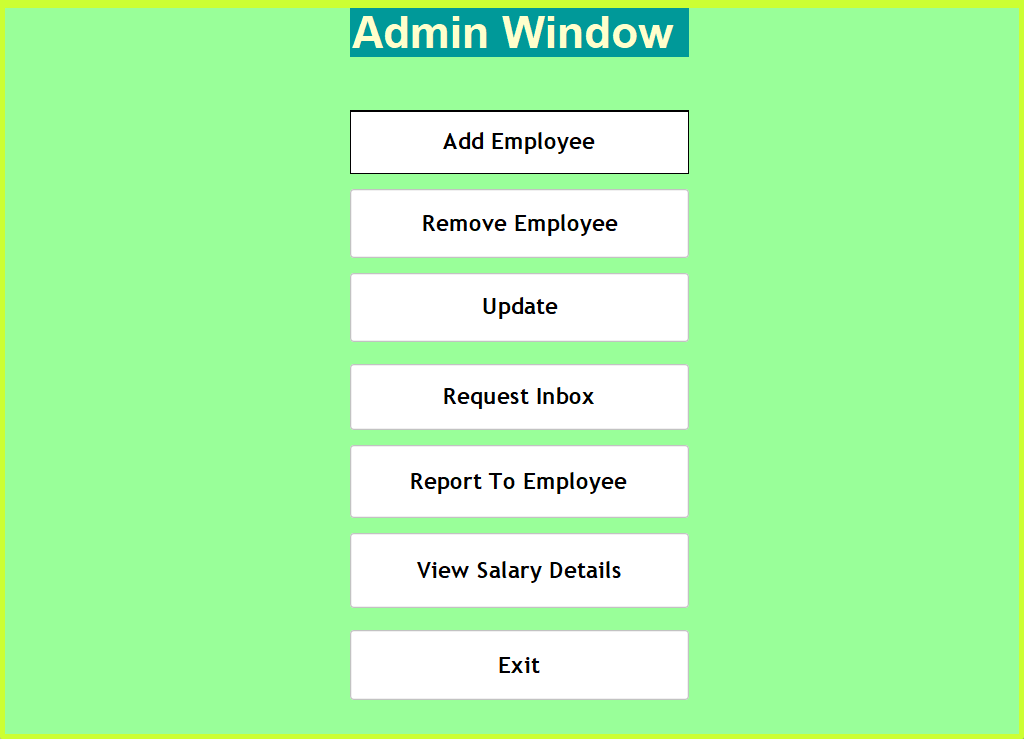 Admin Window
Add Employee
Remove Employee
Update
Request Inbox
Report To Employee
View Salary Details
Exit